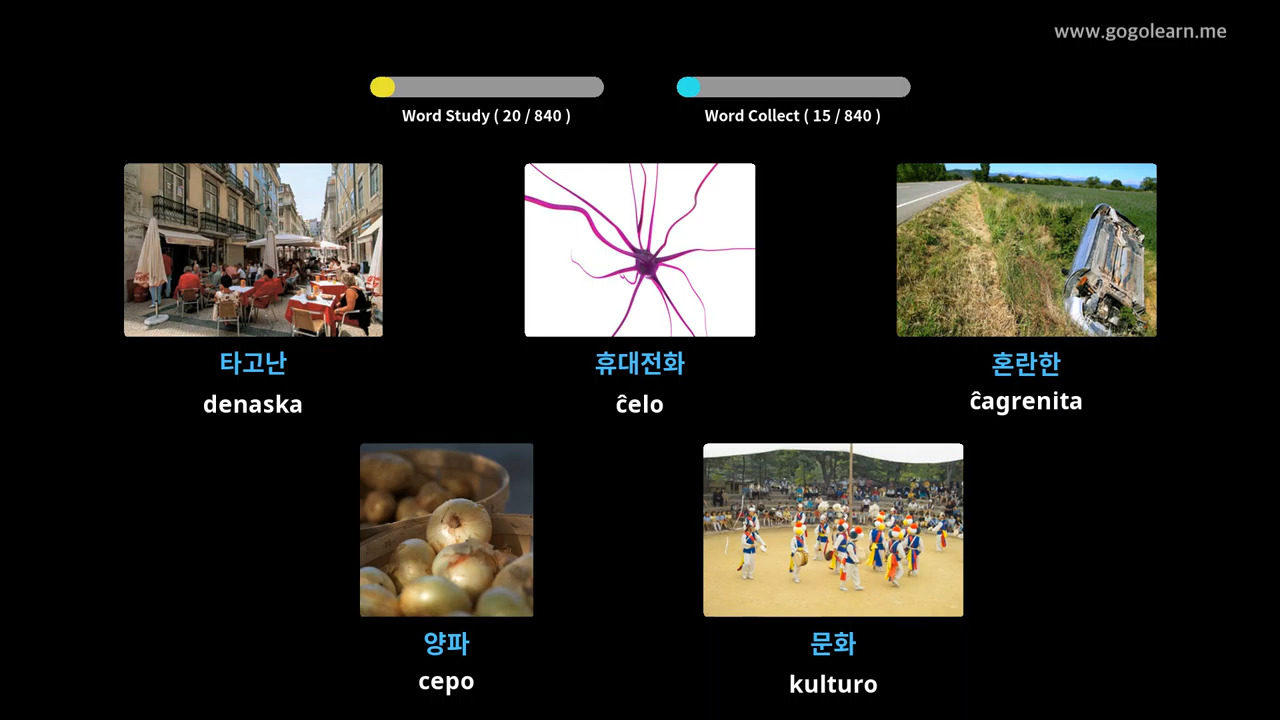 www.gogolearn.me
Word Study ( 20 / 840 )
Word Collect ( 15 / 840 )
타고난
denaska
휴대전화
ĉelo
혼란한
ĉagrenita
양파
cepo
문화
kulturo